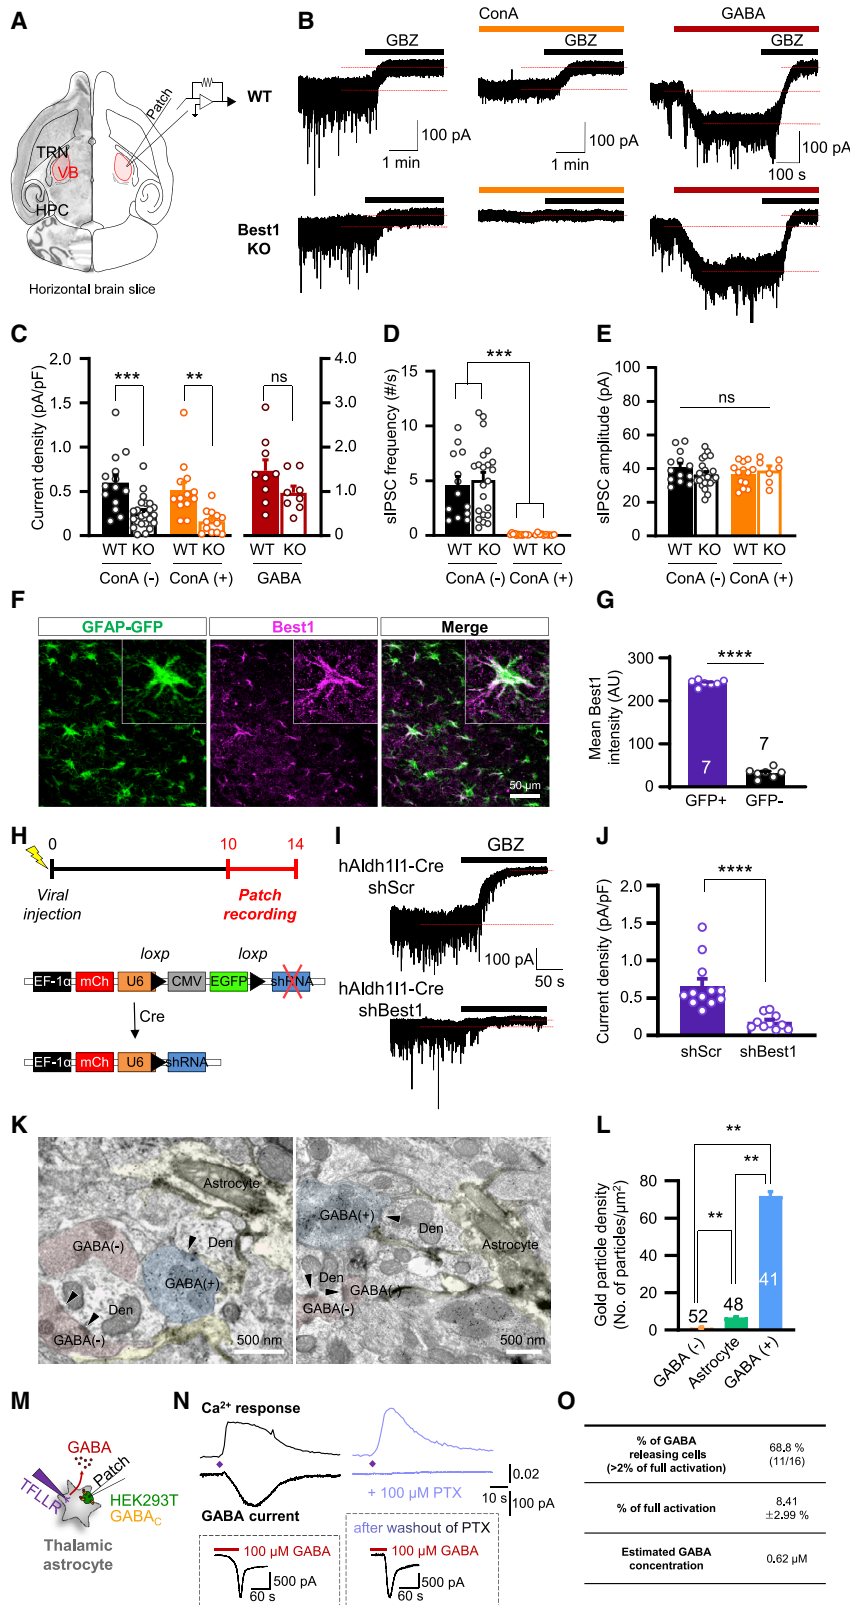 A
Patch
WT
TRN
VB
HPC
Horizontal brain slice
B
ConA
GABA
GBZ
GBZ
GBZ
100 pA
1 min
100 pA
1 min
100 pA
100 s
Best1
KO
C
Current density (pA/pF)
2.0
1.5
1.0
0.5
0
***
**
ns
4.0
3.0
2.0
1.0
0
WT KO
WT KO
WT KO
ConA (-)
ConA (+)
GABA
D
sIPSC frequency (#/s)
15
10
5
0
***
WT KO
WT KO
ConA (-)
ConA (+)
E
sIPSC amplitude (pA)
100
80
60
40
20
0
ns
WT KO
WT KO
ConA (-)
ConA (+)
F
GFAP-GFP
Best1
Merge
50 μm
G
Mean Best1
intensity (AU)
300
200
100
0
****
7
7
GFP+
GFP-
H
0
10
14
Viral
injection
Patch
recording
loxp
loxp
EF-1α
mCh
U6
CMV
EGFP
shRNA
Cre
EF-1α
mCh
U6
shRNA
I
GBZ
hAldh1l1-Cre
shScr
100 pA
50 s
hAldh1l1-Cre
shBest1
J
Current density (pA/pF)
2.0
1.5
1.0
0.5
0
****
shScr
shBest1
K
Astrocyte
GABA(-)
Den
GABA(+)
Den
GABA(-)
500 nm
GABA(+)
Den
Astrocyte
Den
GABA(-)
GABA(-)
500 nm
L
Gold particle density
(No. of particles/μm²)
80
60
40
20
0
**
**
**
52
48
41
GABA (-)
Astrocyte
GABA (+)
M
GABA
Patch
TFLLR
HEK293T
GABAC
Thalamic
astrocyte
N
Ca²⁺ response
+ 100 μM PTX
GABA current
0.02
10 s
100 pA
100 μM GABA
500 pA
60 s
after washout of PTX
100 μM GABA
500 pA
60 s
O
% of GABA
releasing cells
(>2% of full activation)
68.8 %
(11/16)
% of full activation
8.41
±2.99 %
Estimated GABA
concentration
0.62 μM